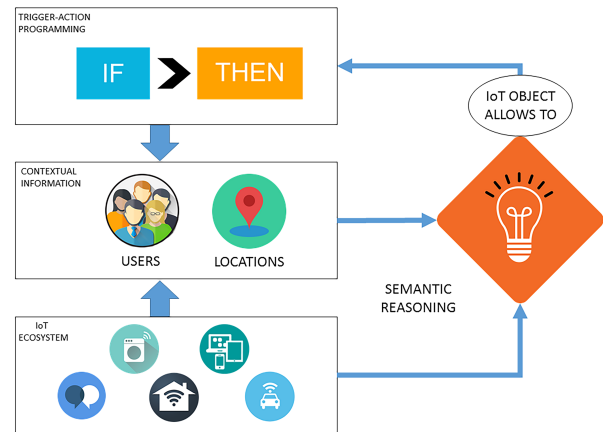 TRIGGER-ACTION
PROGRAMMING
IF
THEN
IoT OBJECT
ALLOWS TO
CONTEXTUAL
INFORMATION
USERS
LOCATIONS
SEMANTIC
REASONING
IoT
ECOSYSTEM